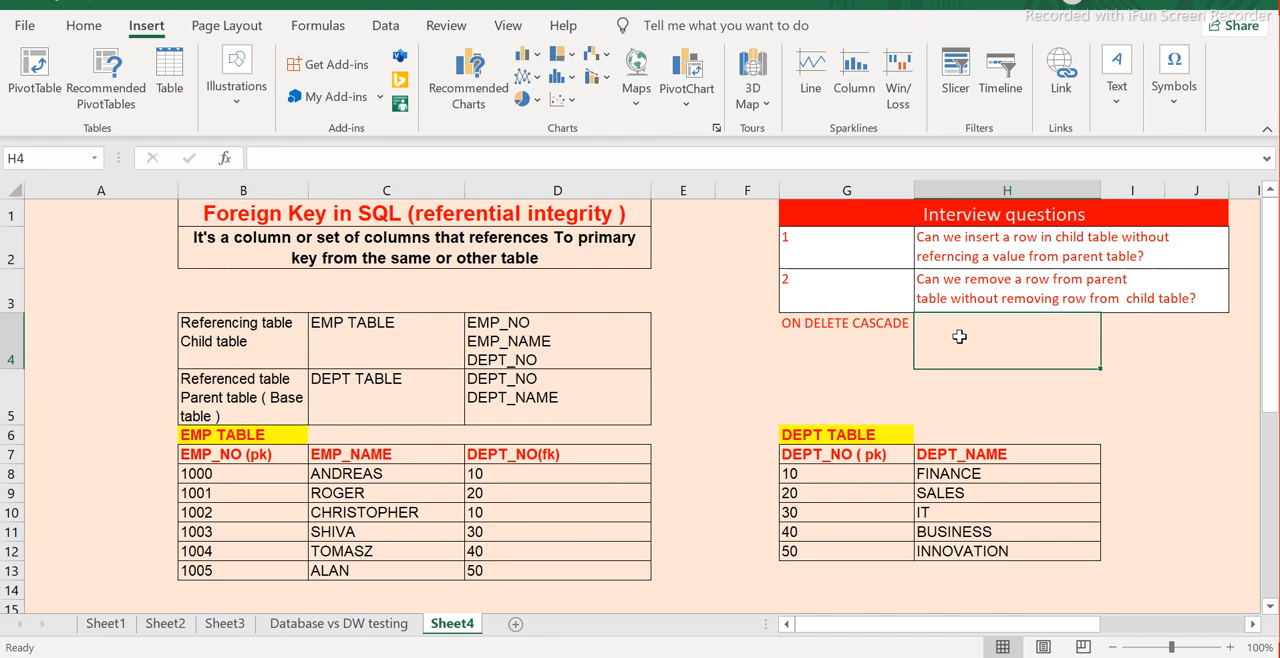 Recorded with iFun Screen Recorder
File Home Insert Page Layout Formulas Data Review View Help Tell me what you want to do Share
PivotTable
Recommended
PivotTables
Table
Tables
Illustrations
Get Add-ins
My Add-ins
Add-ins
Recommended
Charts
Maps
PivotChart
Charts
3D
Map
Tours
Line
Column
Win/
Loss
Sparklines
Slicer
Timeline
Filters
Link
Links
Text
Symbols
H4
fx
A B C D E F G H I J
1
Foreign Key in SQL (referential integrity )
Interview questions
2
It's a column or set of columns that references To primary
key from the same or other table
1
Can we insert a row in child table without
referncing a value from parent table?
3
2
Can we remove a row from parent
table without removing row from child table?
4
Referencing table
Child table
EMP TABLE
EMP_NO
EMP_NAME
DEPT_NO
ON DELETE CASCADE
5
Referenced table
Parent table ( Base
table )
DEPT TABLE
DEPT_NO
DEPT_NAME
6 EMP TABLE DEPT TABLE
7 EMP_NO (pk) EMP_NAME DEPT_NO(fk) DEPT_NO ( pk) DEPT_NAME
8 1000 ANDREAS 10 10 FINANCE
9 1001 ROGER 20 20 SALES
10 1002 CHRISTOPHER 10 30 IT
11 1003 SHIVA 30 40 BUSINESS
12 1004 TOMASZ 40 50 INNOVATION
13 1005 ALAN 50
14
15
Sheet1 Sheet2 Sheet3 Database vs DW testing Sheet4
Ready 100%